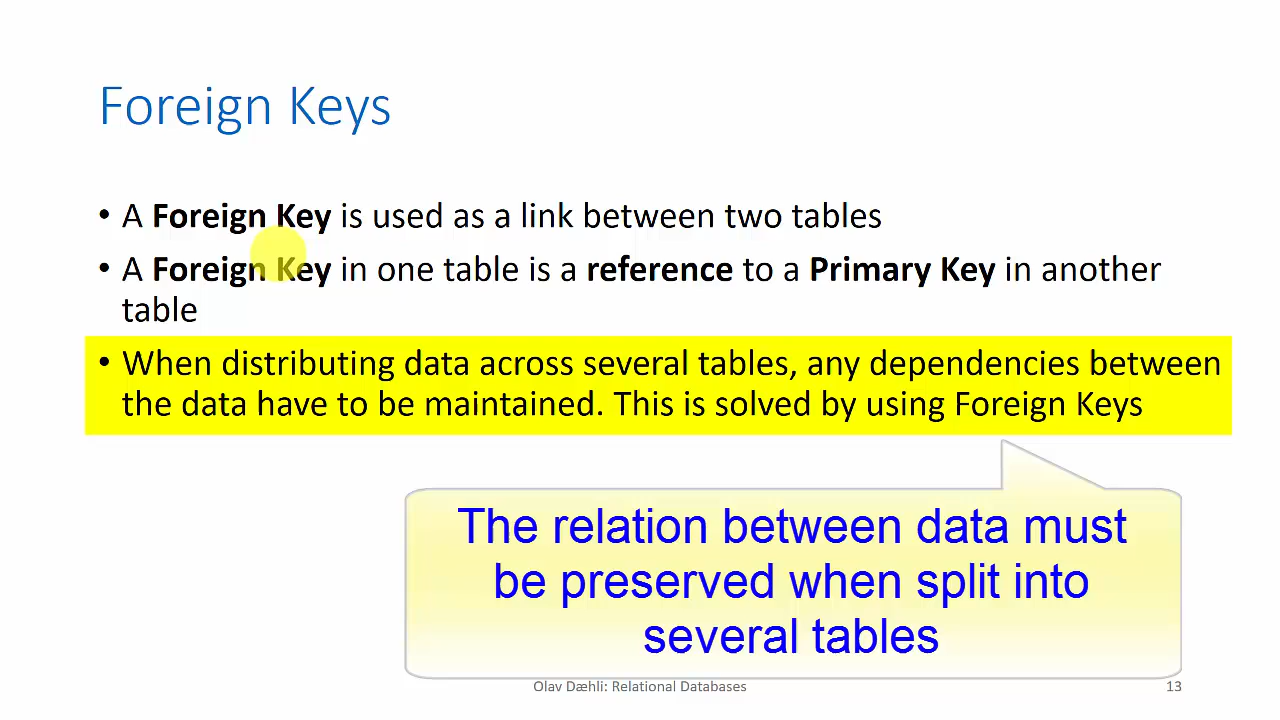 Foreign Keys
• A Foreign Key is used as a link between two tables
• A Foreign Key in one table is a reference to a Primary Key in another
table
• When distributing data across several tables, any dependencies between
the data have to be maintained. This is solved by using Foreign Keys
The relation between data must
be preserved when split into
several tables
Olav Dæhli: Relational Databases
13